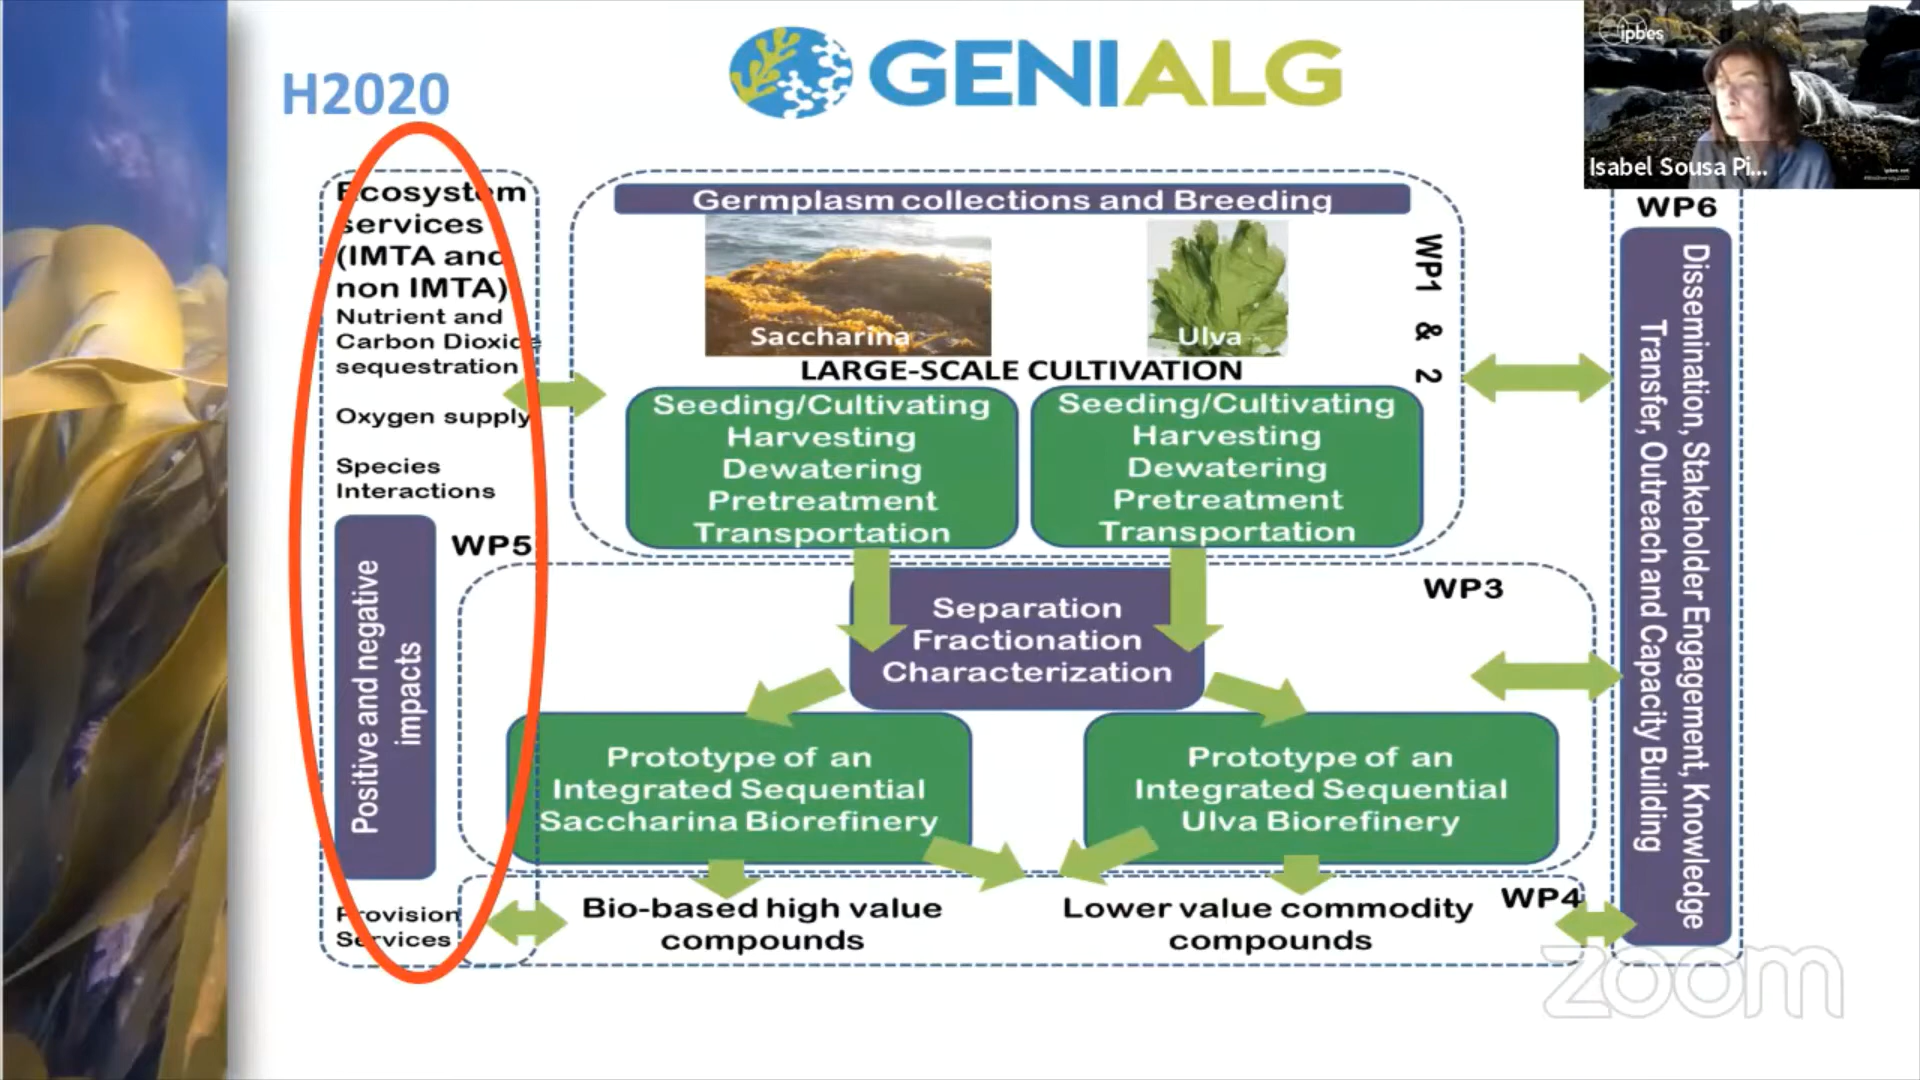 H2020
GENIALG
ipbes
Isabel Sousa Pi...
Ecosystem
services
(IMTA and
non IMTA)
Nutrient and
Carbon Dioxide
sequestration
Oxygen supply
Species
Interactions
WP5
Positive and negative
impacts
Provision
Services
Germplasm collections and Breeding
Saccharina
Ulva
WP1 & 2
LARGE-SCALE CULTIVATION
Seeding/Cultivating
Harvesting
Dewatering
Pretreatment
Transportation
Seeding/Cultivating
Harvesting
Dewatering
Pretreatment
Transportation
WP3
Separation
Fractionation
Characterization
Prototype of an
Integrated Sequential
Saccharina Biorefinery
Prototype of an
Integrated Sequential
Ulva Biorefinery
Bio-based high value
compounds
Lower value commodity
compounds
WP4
WP6
Dissemination, Stakeholder Engagement, Knowledge
Transfer, Outreach and Capacity Building
zoom